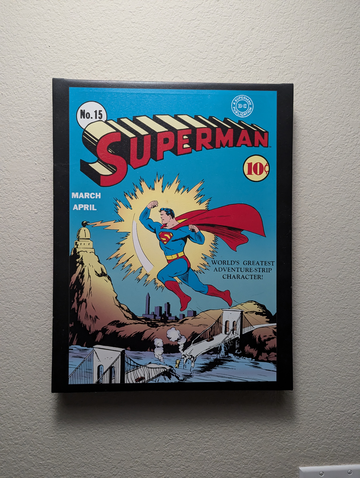 No.15
SUPERMAN
10¢
MARCH
APRIL
WORLD'S GREATEST
ADVENTURE-STRIP
CHARACTER!